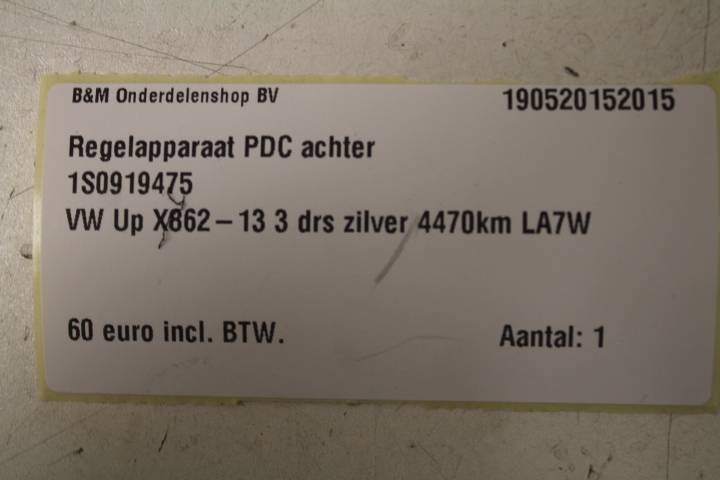 B&M Onderdelenshop BV 190520152015
Regelapparaat PDC achter
1S0919475
VW Up X862-13 3 drs zilver 4470km LA7W
60 euro incl. BTW. Aantal: 1